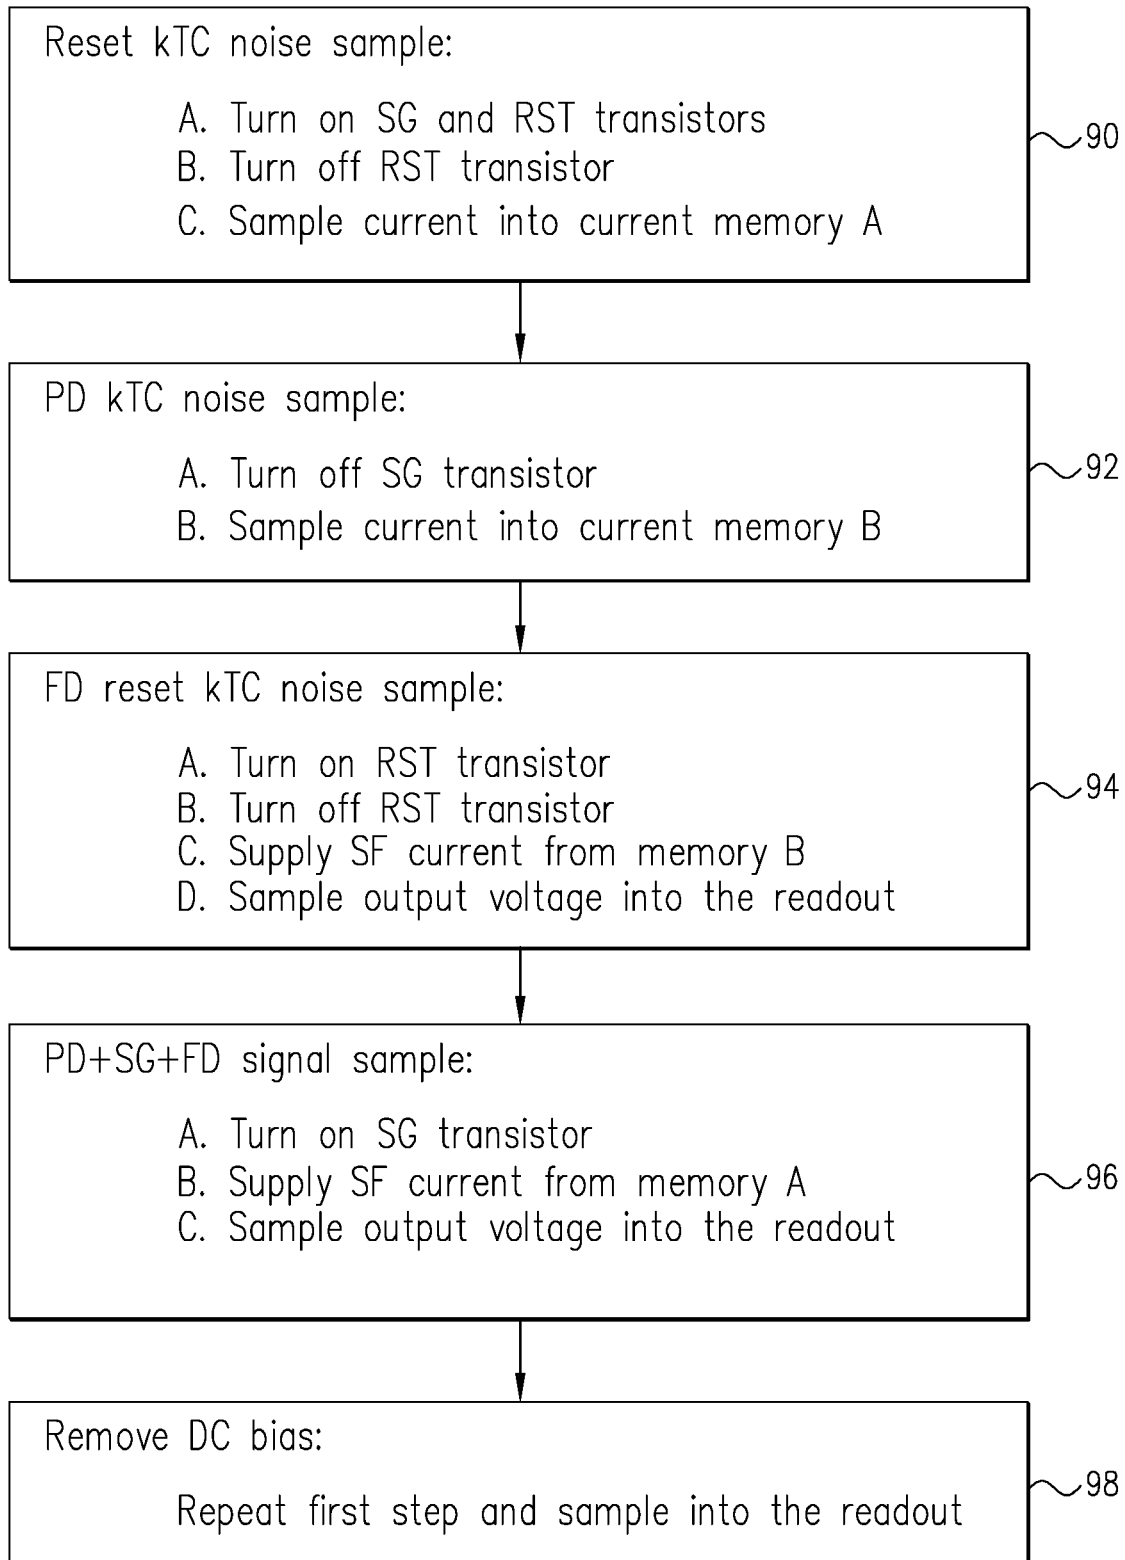 Reset kTC noise sample:
A. Turn on SG and RST transistors
B. Turn off RST transistor
C. Sample current into current memory A
90
PD kTC noise sample:
A. Turn off SG transistor
B. Sample current into current memory B
92
FD reset kTC noise sample:
A. Turn on RST transistor
B. Turn off RST transistor
C. Supply SF current from memory B
D. Sample output voltage into the readout
94
PD+SG+FD signal sample:
A. Turn on SG transistor
B. Supply SF current from memory A
C. Sample output voltage into the readout
96
Remove DC bias:
Repeat first step and sample into the readout
98